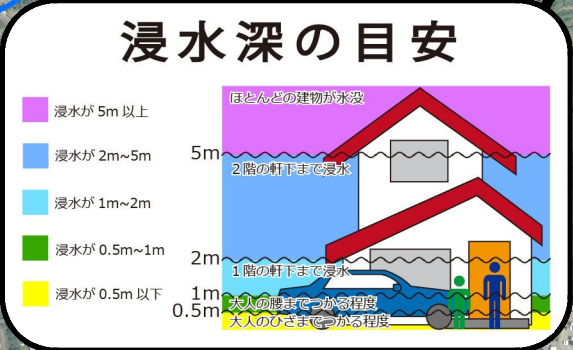 浸水深の目安
浸水が 5m 以上
浸水が 2m~5m
浸水が 1m~2m
浸水が 0.5m~1m
浸水が 0.5m 以下
ほとんどの建物が水没
5m
2階の軒下まで浸水
2m
1階の軒下まで浸水
1m
大人の腰までつかる程度
0.5m
大人のひざまでつかる程度